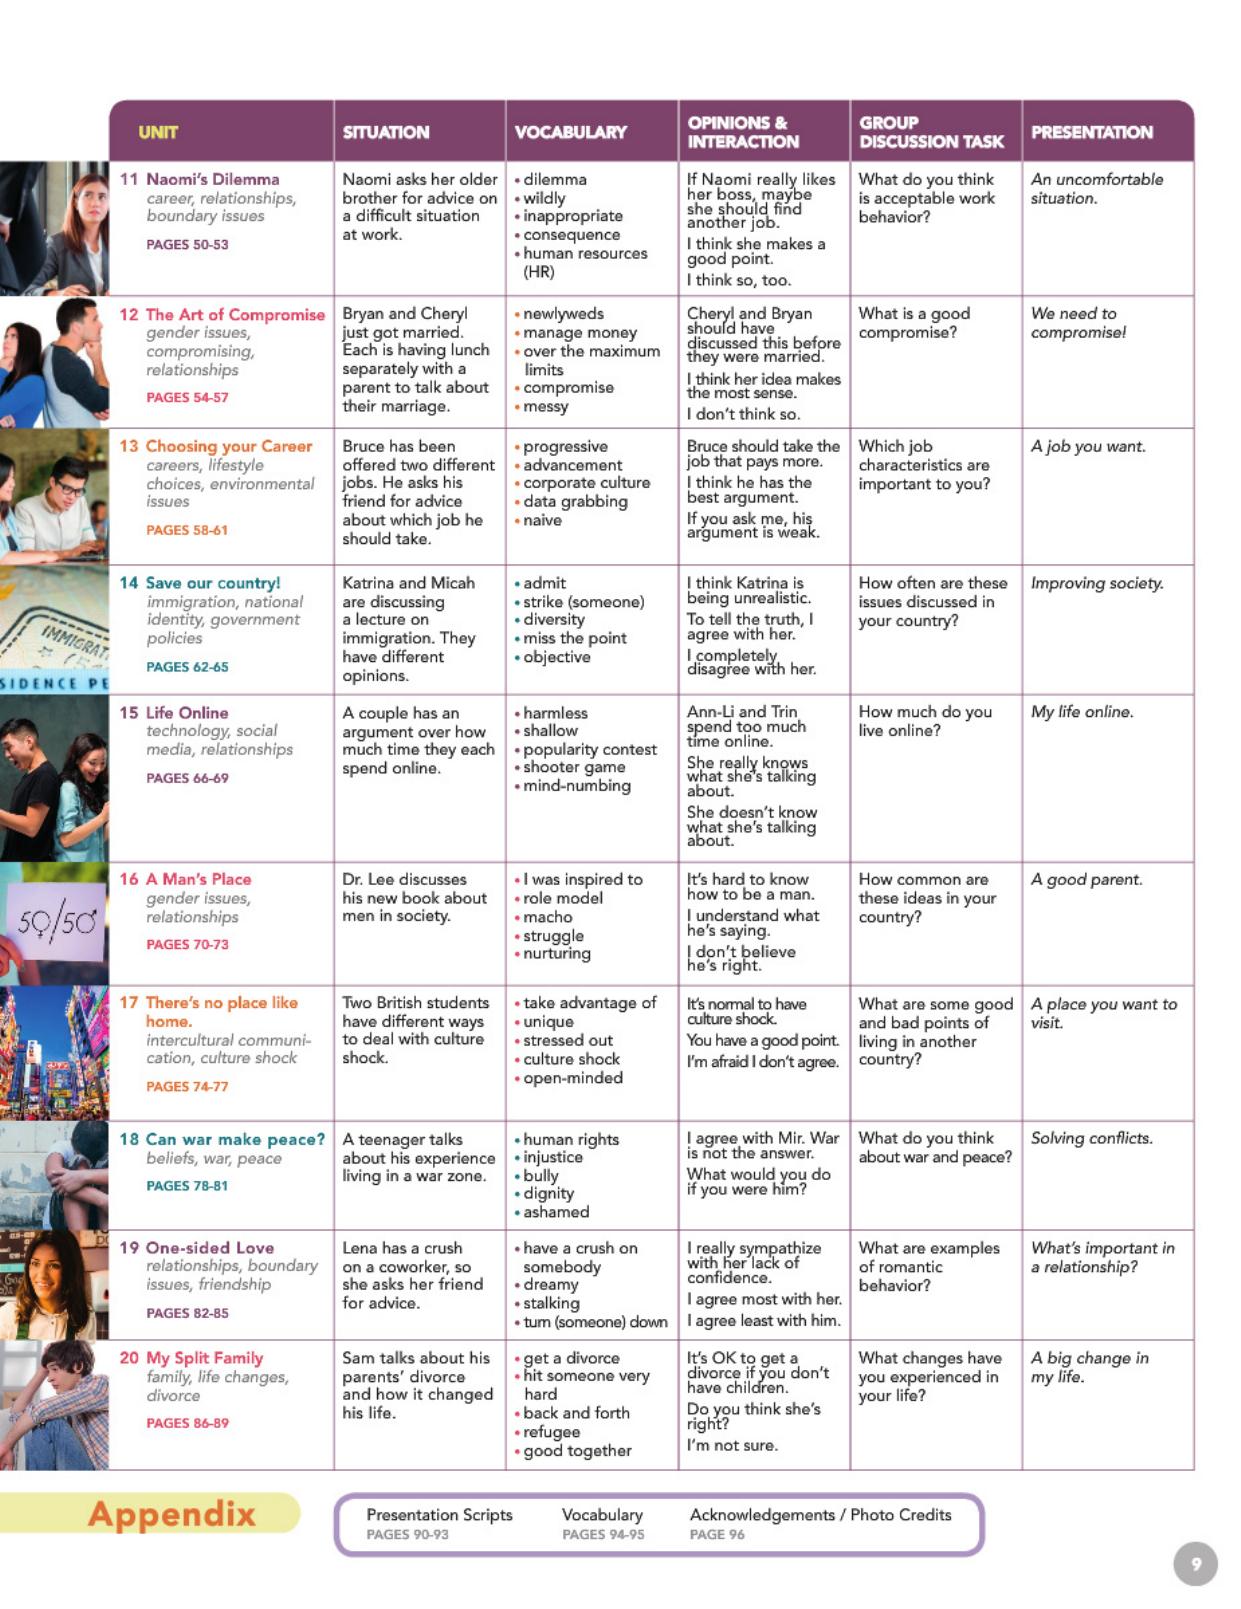 UNIT
SITUATION
VOCABULARY
OPINIONS &
INTERACTION
GROUP
DISCUSSION TASK
PRESENTATION
11 Naomi's Dilemma
career, relationships,
boundary issues
PAGES 50-53
Naomi asks her older
brother for advice on
a difficult situation
at work.
• dilemma
• wildly
• inappropriate
• consequence
• human resources
(HR)
If Naomi really likes
her boss, maybe
she should find
another job.
I think she makes a
good point.
I think so, too.
What do you think
is acceptable work
behavior?
An uncomfortable
situation.
12 The Art of Compromise
gender issues,
compromising,
relationships
PAGES 54-57
Bryan and Cheryl
just got married.
Each is having lunch
separately with a
parent to talk about
their marriage.
• newlyweds
• manage money
• over the maximum
limits
• compromise
• messy
Cheryl and Bryan
should have
discussed this before
they were married.
I think her idea makes
the most sense.
I don't think so.
What is a good
compromise?
We need to
compromise!
13 Choosing your Career
careers, lifestyle
choices, environmental
issues
PAGES 58-61
Bruce has been
offered two different
jobs. He asks his
friend for advice
about which job he
should take.
• progressive
• advancement
• corporate culture
• data grabbing
• naive
Bruce should take the
job that pays more.
I think he has the
best argument.
If you ask me, his
argument is weak.
Which job
characteristics are
important to you?
A job you want.
IMMIGRATI
SIDENCE PE
14 Save our country!
immigration, national
identity, government
policies
PAGES 62-65
Katrina and Micah
are discussing
a lecture on
immigration. They
have different
opinions.
• admit
• strike (someone)
• diversity
• miss the point
• objective
I think Katrina is
being unrealistic.
To tell the truth, I
agree with her.
I completely
disagree with her.
How often are these
issues discussed in
your country?
Improving society.
15 Life Online
technology, social
media, relationships
PAGES 66-69
A couple has an
argument over how
much time they each
spend online.
• harmless
• shallow
• popularity contest
• shooter game
• mind-numbing
Ann-Li and Trin
spend too much
time online.
She really knows
what she's talking
about.
She doesn't know
what she's talking
about.
How much do you
live online?
My life online.
50/50
16 A Man's Place
gender issues,
relationships
PAGES 70-73
Dr. Lee discusses
his new book about
men in society.
• I was inspired to
• role model
• macho
• struggle
• nurturing
It's hard to know
how to be a man.
I understand what
he's saying.
I don't believe
he's right.
How common are
these ideas in your
country?
A good parent.
17 There's no place like
home.
intercultural communi-
cation, culture shock
PAGES 74-77
Two British students
have different ways
to deal with culture
shock.
• take advantage of
• unique
• stressed out
• culture shock
• open-minded
It's normal to have
culture shock.
You have a good point.
I'm afraid I don't agree.
What are some good
and bad points of
living in another
country?
A place you want to
visit.
18 Can war make peace?
beliefs, war, peace
PAGES 78-81
A teenager talks
about his experience
living in a war zone.
• human rights
• injustice
• bully
• dignity
• ashamed
I agree with Mir. War
is not the answer.
What would you do
if you were him?
What do you think
about war and peace?
Solving conflicts.
19 One-sided Love
relationships, boundary
issues, friendship
PAGES 82-85
Lena has a crush
on a coworker, so
she asks her friend
for advice.
• have a crush on
somebody
• dreamy
• stalking
• turn (someone) down
I really sympathize
with her lack of
confidence.
I agree most with her.
I agree least with him.
What are examples
of romantic
behavior?
What's important in
a relationship?
20 My Split Family
family, life changes,
divorce
PAGES 86-89
Sam talks about his
parents' divorce
and how it changed
his life.
• get a divorce
• hit someone very
hard
• back and forth
• refugee
• good together
It's OK to get a
divorce if you don't
have children.
Do you think she's
right?
I'm not sure.
What changes have
you experienced in
your life?
A big change in
my life.
Appendix
Presentation Scripts
PAGES 90-93
Vocabulary
PAGES 94-95
Acknowledgements / Photo Credits
PAGE 96
9